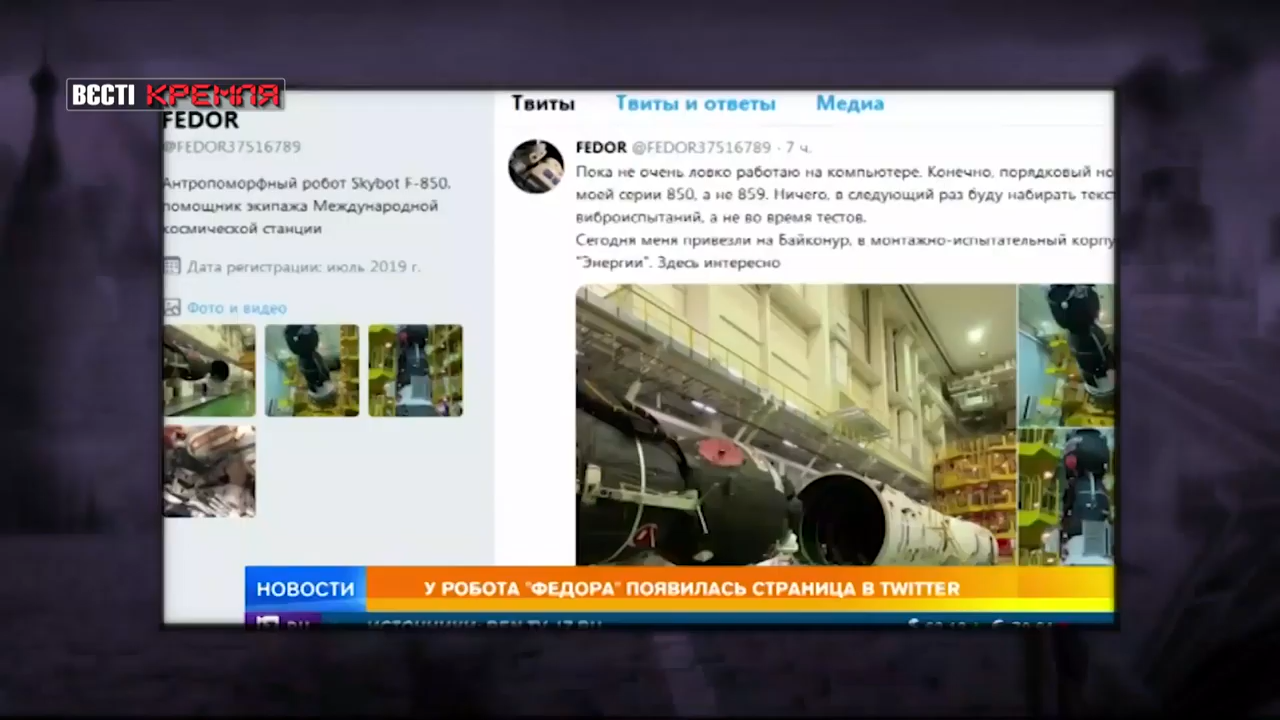 ВЄСТІ КРЕМЛЯ
FEDOR
@FEDOR37516789
Антропоморфный робот Skybot F-850,
помощник экипажа Международной
космической станции
Дата регистрации: июль 2019 г.
Фото и видео
Твиты Твиты и ответы Медиа
FEDOR @FEDOR37516789 · 7 ч.
Пока не очень ловко работаю на компьютере. Конечно, порядковый но
моей серии 850, а не 859. Ничего, в следующий раз буду набирать текст
виброиспытаний, а не во время тестов.
Сегодня меня привезли на Байконур, в монтажно-испытательный корпу
"Энергии". Здесь интересно
НОВОСТИ У РОБОТА "ФЕДОРА" ПОЯВИЛАСЬ СТРАНИЦА В TWITTER